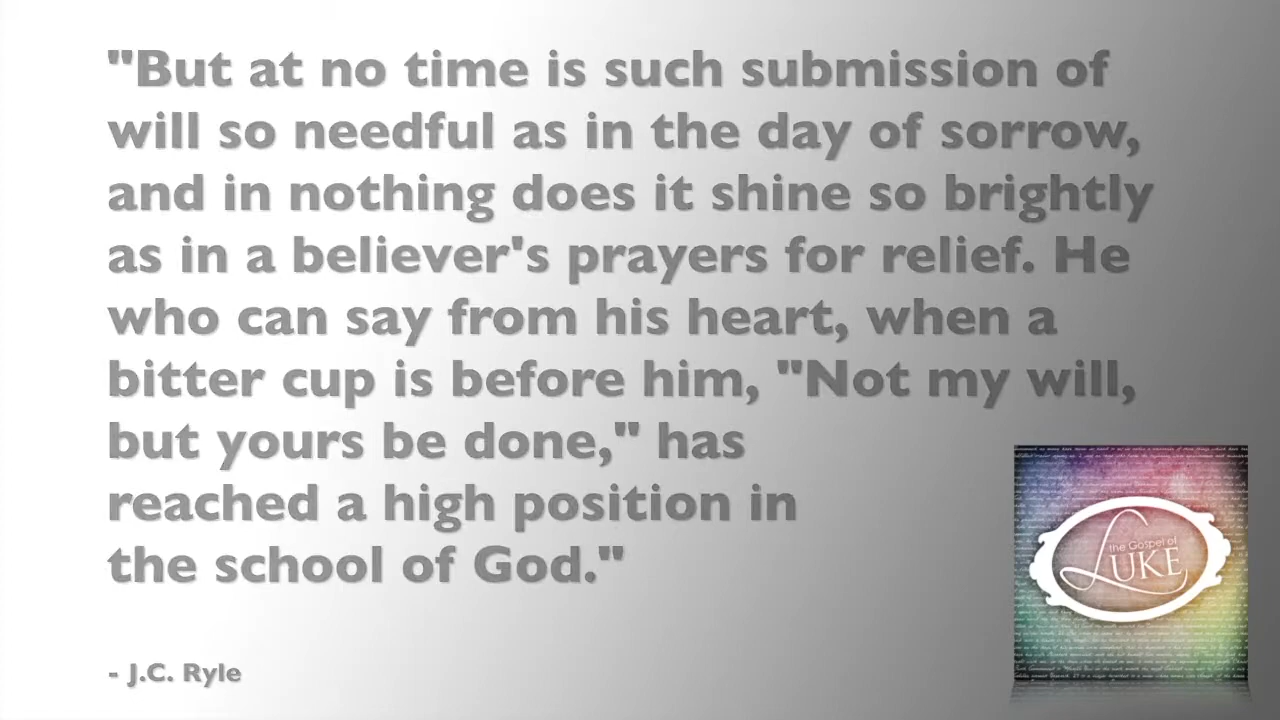 "But at no time is such submission of
will so needful as in the day of sorrow,
and in nothing does it shine so brightly
as in a believer's prayers for relief. He
who can say from his heart, when a
bitter cup is before him, "Not my will,
but yours be done," has
reached a high position in
the school of God."
- J.C. Ryle
the Gospel of
LUKE